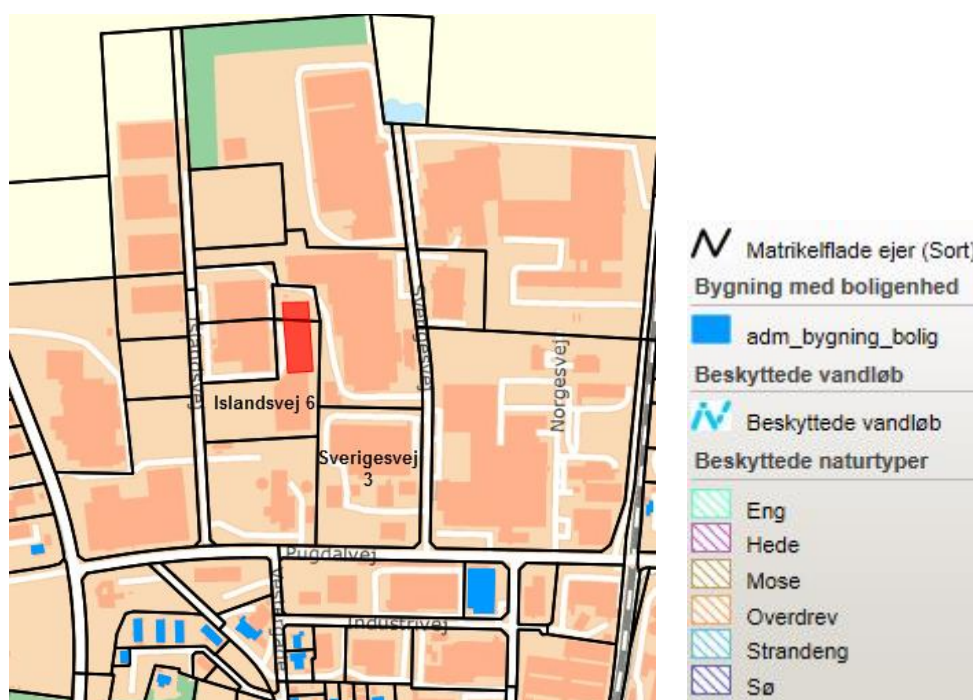 Islandsvej
Sverigesvej
Norgesvej
Islandsvej 6
Sverigesvej
3
Pugdalvej
Vestergade
Industrivej
Matrikelflade ejer (Sort)
Bygning med boligenhed
adm_bygning_bolig
Beskyttede vandløb
Beskyttede vandløb
Beskyttede naturtyper
Eng
Hede
Mose
Overdrev
Strandeng
Sø